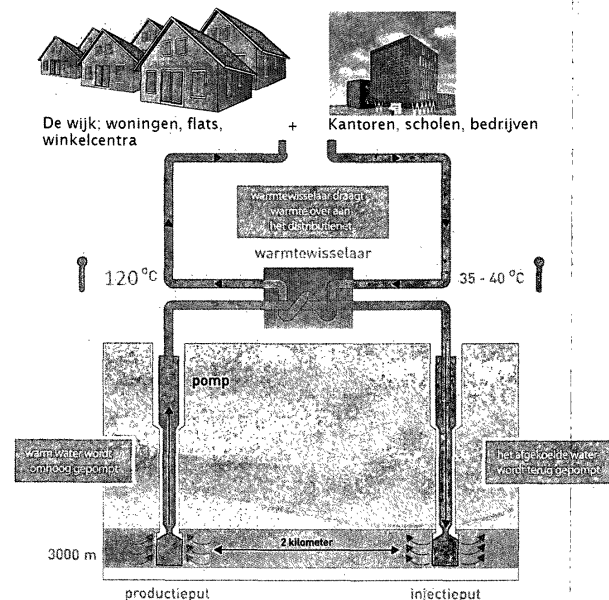 De wijk: woningen, flats,
winkelcentra
+
Kantoren, scholen, bedrijven
warmtewisselaar draagt
warmte over aan
het distributienet
warmtewisselaar
120 °C
35 - 40 °C
pomp
warm water wordt
omhoog gepompt
het afgekoelde water
wordt terug gepompt
2 kilometer
3000 m
productieput
injectieput